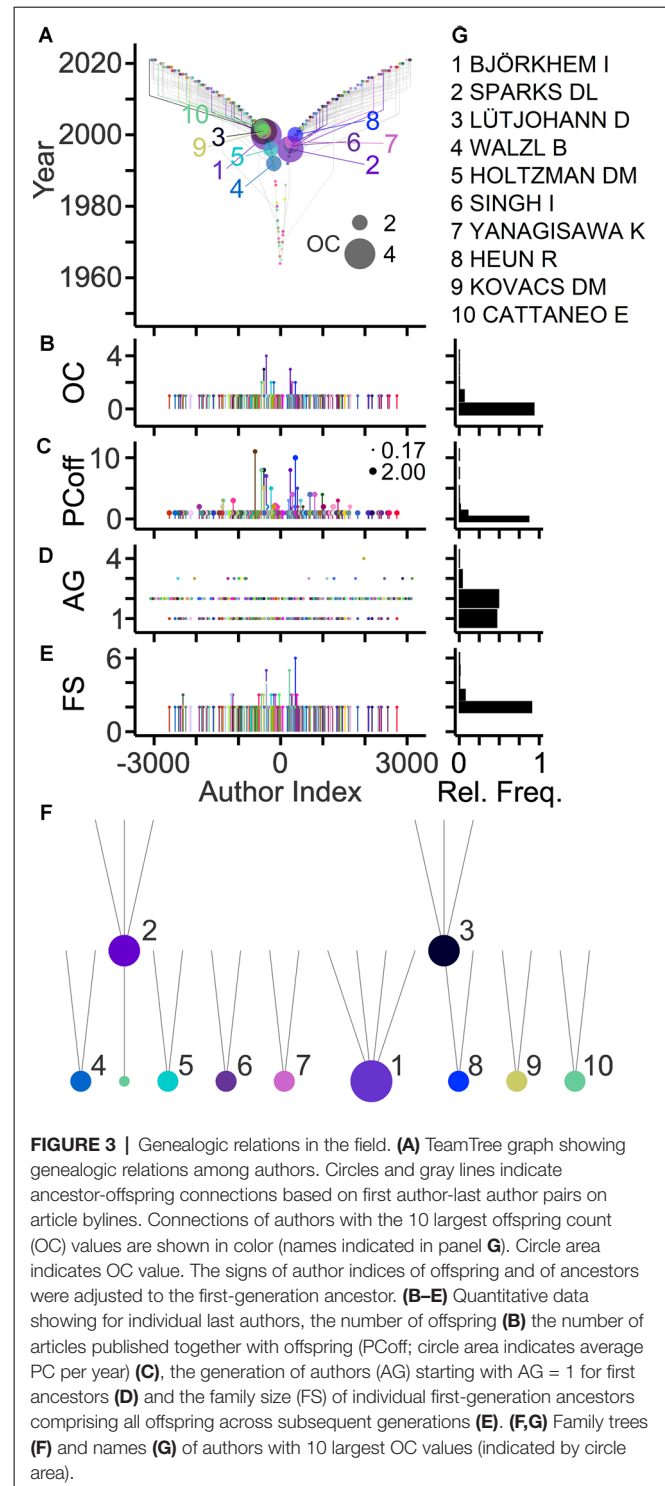 A
G
2020
2000
1980
1960
Year
10
3
9
5
1
4
8
6
7
2
OC
2
4
1 BJÖRKHEM I
2 SPARKS DL
3 LÜTJOHANN D
4 WALZL B
5 HOLTZMAN DM
6 SINGH I
7 YANAGISAWA K
8 HEUN R
9 KOVACS DM
10 CATTANEO E
B
OC
4
0
C
PCoff
10
0
0.17
2.00
D
AG
4
1
E
FS
6
0
-3000 0 3000
Author Index
0 1
Rel. Freq.
F
2
3
4
5
6
7
1
8
9
10
FIGURE 3 | Genealogic relations in the field. (A) TeamTree graph showing
genealogic relations among authors. Circles and gray lines indicate
ancestor-offspring connections based on first author-last author pairs on
article bylines. Connections of authors with the 10 largest offspring count
(OC) values are shown in color (names indicated in panel G). Circle area
indicates OC value. The signs of author indices of offspring and of ancestors
were adjusted to the first-generation ancestor. (B–E) Quantitative data
showing for individual last authors, the number of offspring (B) the number of
articles published together with offspring (PCoff; circle area indicates average
PC per year) (C), the generation of authors (AG) starting with AG = 1 for first
ancestors (D) and the family size (FS) of individual first-generation ancestors
comprising all offspring across subsequent generations (E). (F,G) Family trees
(F) and names (G) of authors with 10 largest OC values (indicated by circle
area).